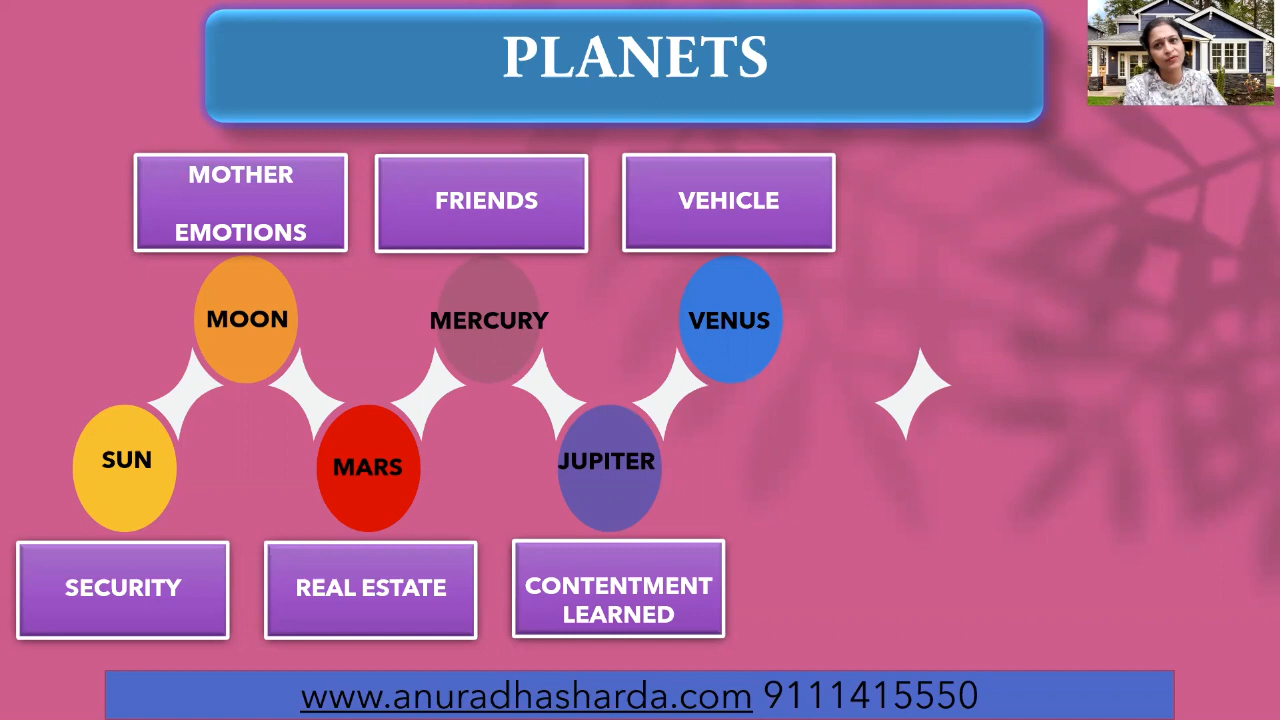 PLANETS
MOTHER
EMOTIONS
FRIENDS
VEHICLE
MOON
MERCURY
VENUS
SUN
MARS
JUPITER
SECURITY
REAL ESTATE
CONTENTMENT
LEARNED
www.anuradhasharda.com 9111415550